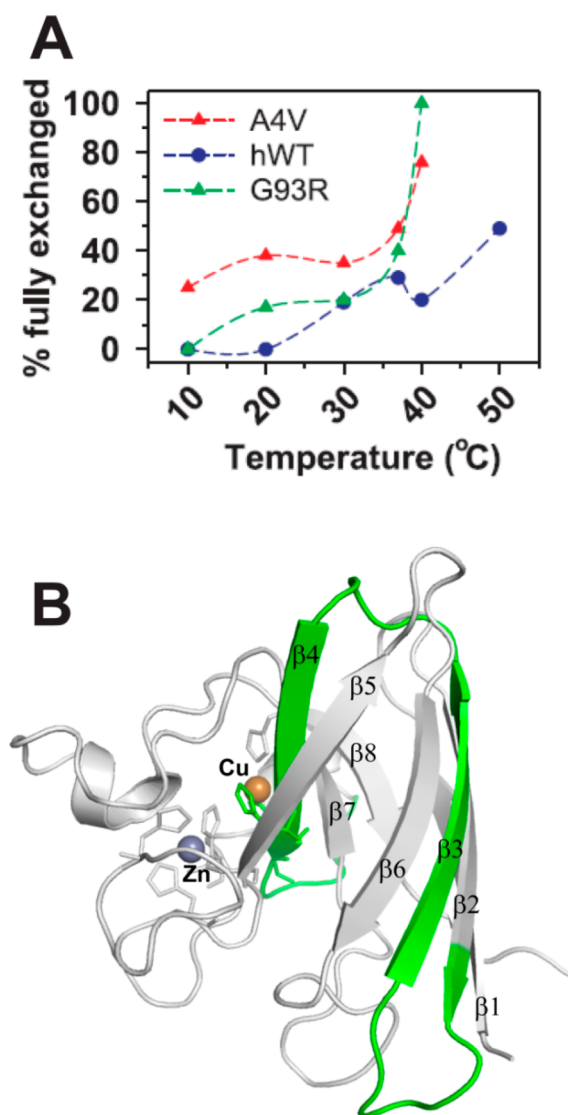 A
% fully exchanged
100
80
60
40
20
0
A4V
hWT
G93R
10
20
30
40
50
Temperature (°C)
B
β4
β5
β8
Cu
β7
β3
β6
Zn
β2
β1